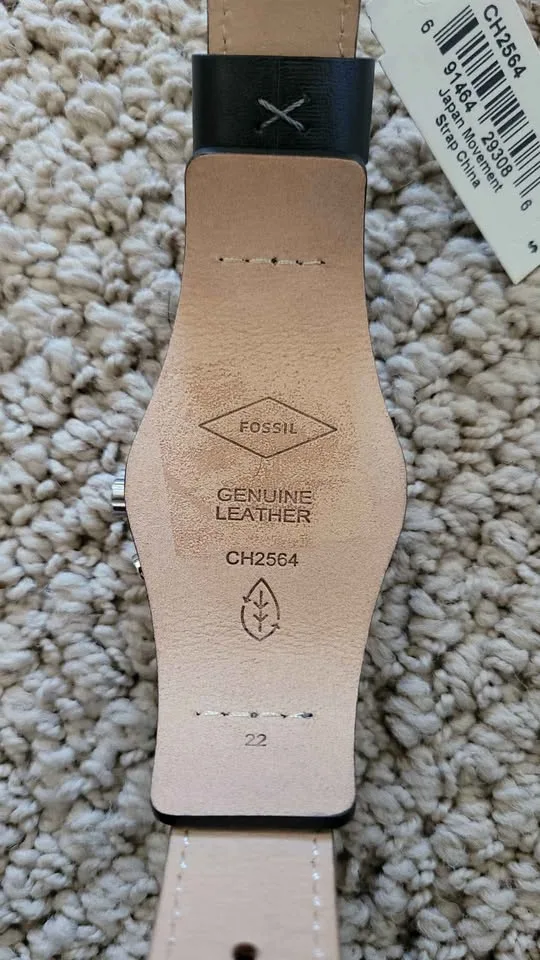 CH2564
6 91464 29308 6
Japan Movement
Strap China
S
FOSSIL
GENUINE
LEATHER
CH2564
22